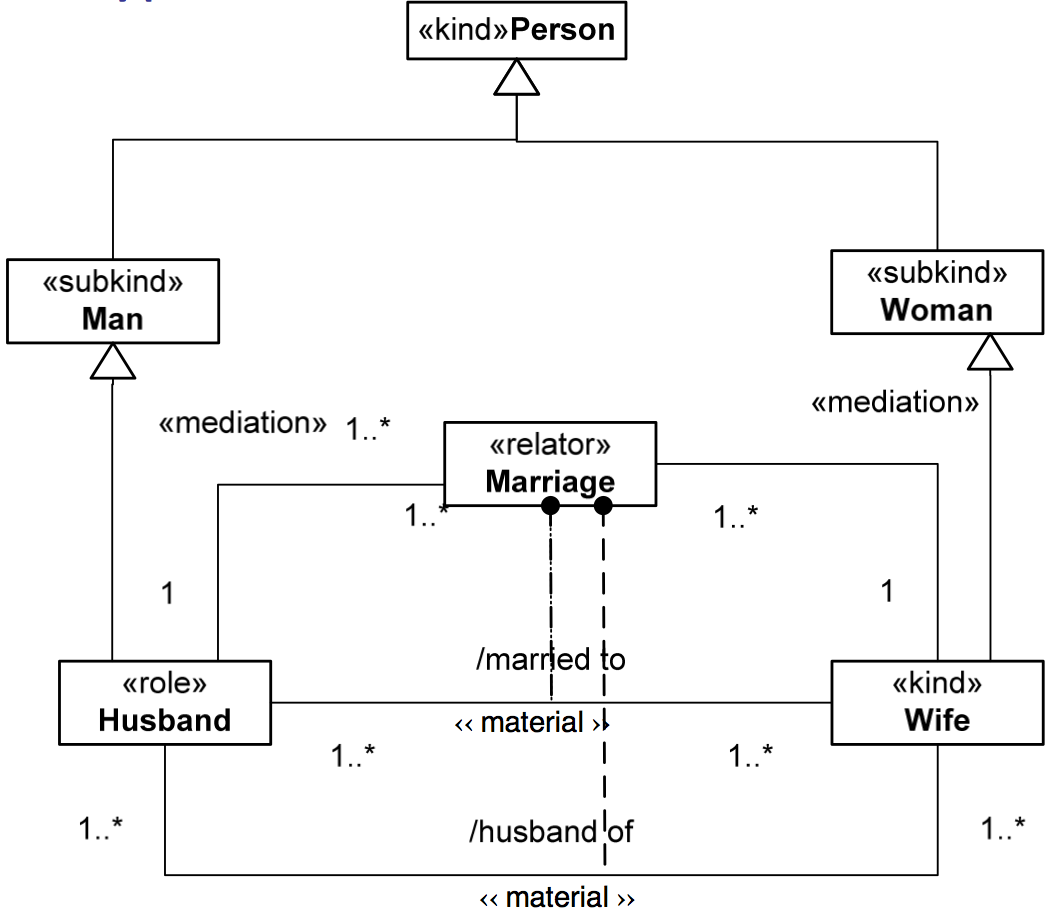 «kind»Person
«subkind»
Man
«subkind»
Woman
«mediation»
1..*
«mediation»
«relator»
Marriage
1..*
1..*
1
1
/married to
«role»
Husband
«kind»
Wife
‹‹ material ››
1..*
1..*
1..*
/husband of
1..*
‹‹ material ››